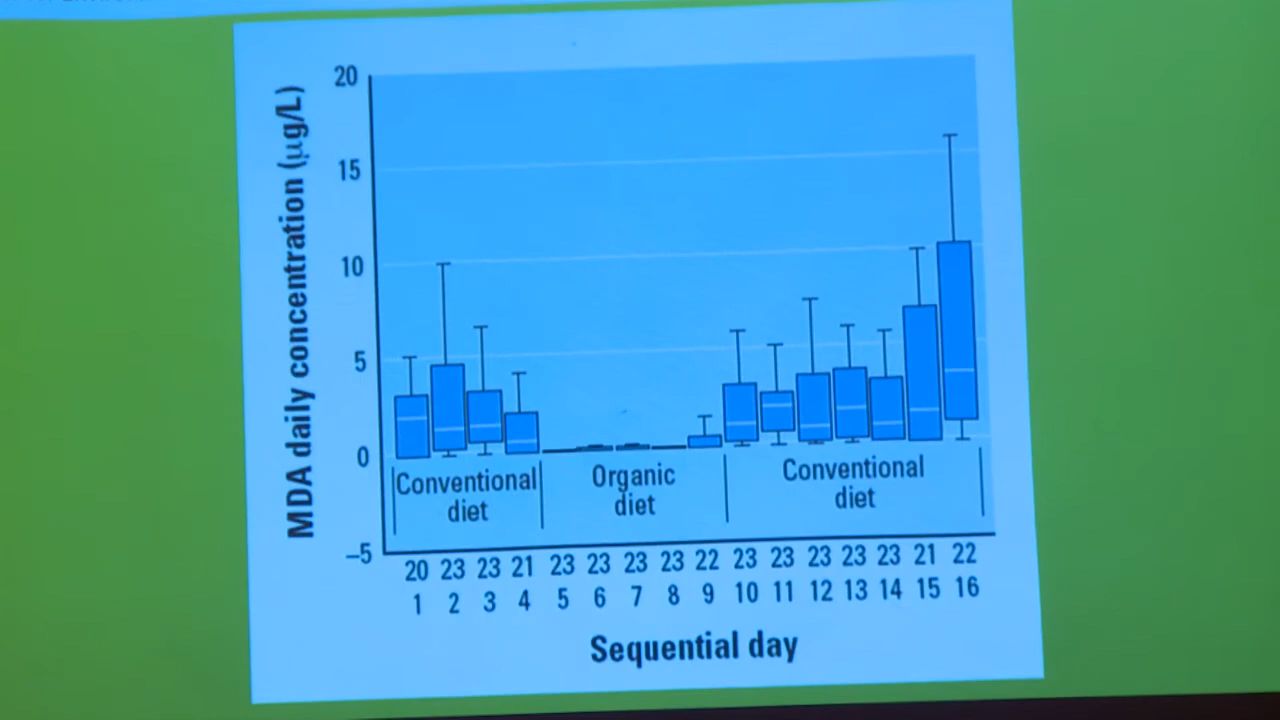 MDA daily concentration (μg/L)
20
15
10
5
0
–5
Conventional
diet
Organic
diet
Conventional
diet
20 23 23 21 23 23 23 23 22 23 23 23 23 23 21 22
1 2 3 4 5 6 7 8 9 10 11 12 13 14 15 16
Sequential day